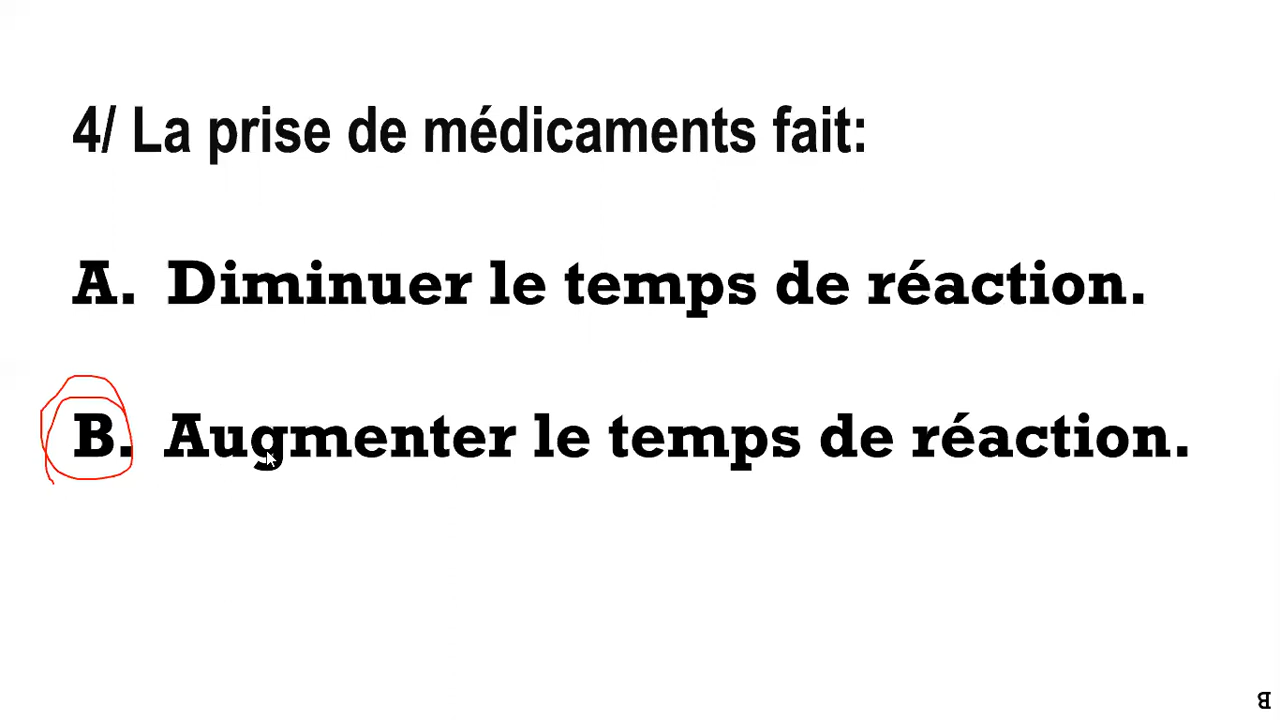 4/ La prise de médicaments fait:
A. Diminuer le temps de réaction.
B. Augmenter le temps de réaction.
B